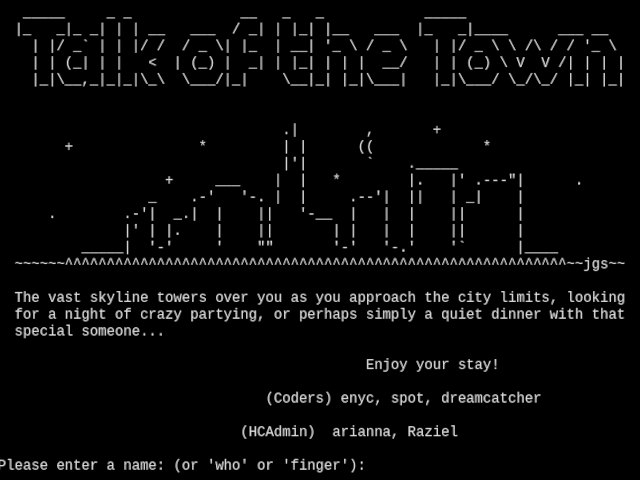 Talk of the Town
jgs
The vast skyline towers over you as you approach the city limits, looking
for a night of crazy partying, or perhaps simply a quiet dinner with that
special someone...
Enjoy your stay!
(Coders) enyc, spot, dreamcatcher
(HCAdmin) arianna, Raziel
Please enter a name: (or 'who' or 'finger'):